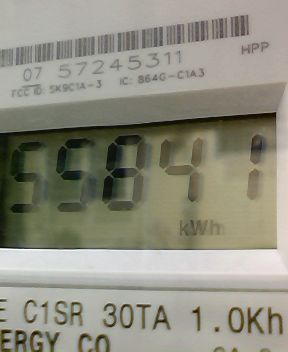 07 57245311
HPP
FCC ID: SK9C1A-3 IC: 864G-C1A3
55841
kWh
C1SR 30TA 1.0Kh
ERGY CO